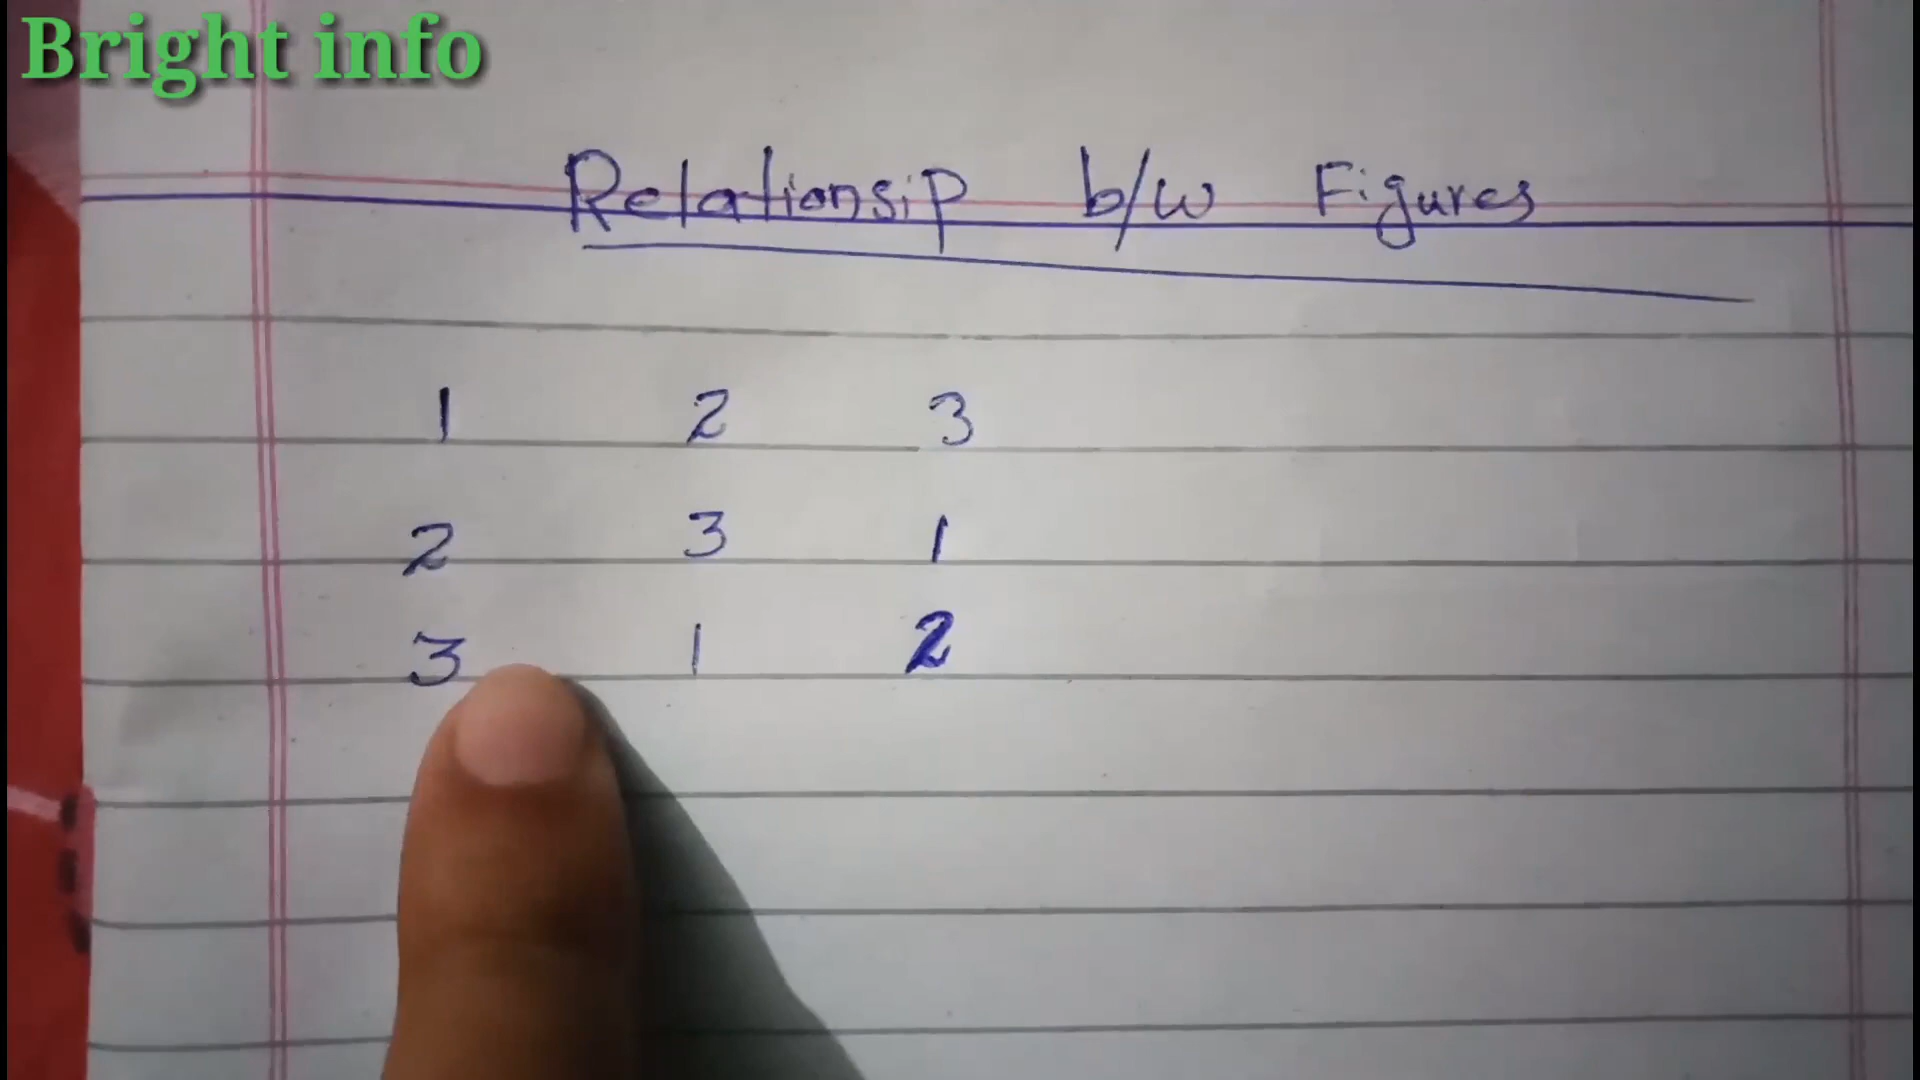 Bright info
Relationsip b/w Figures
1 2 3
2 3 1
3 1 2